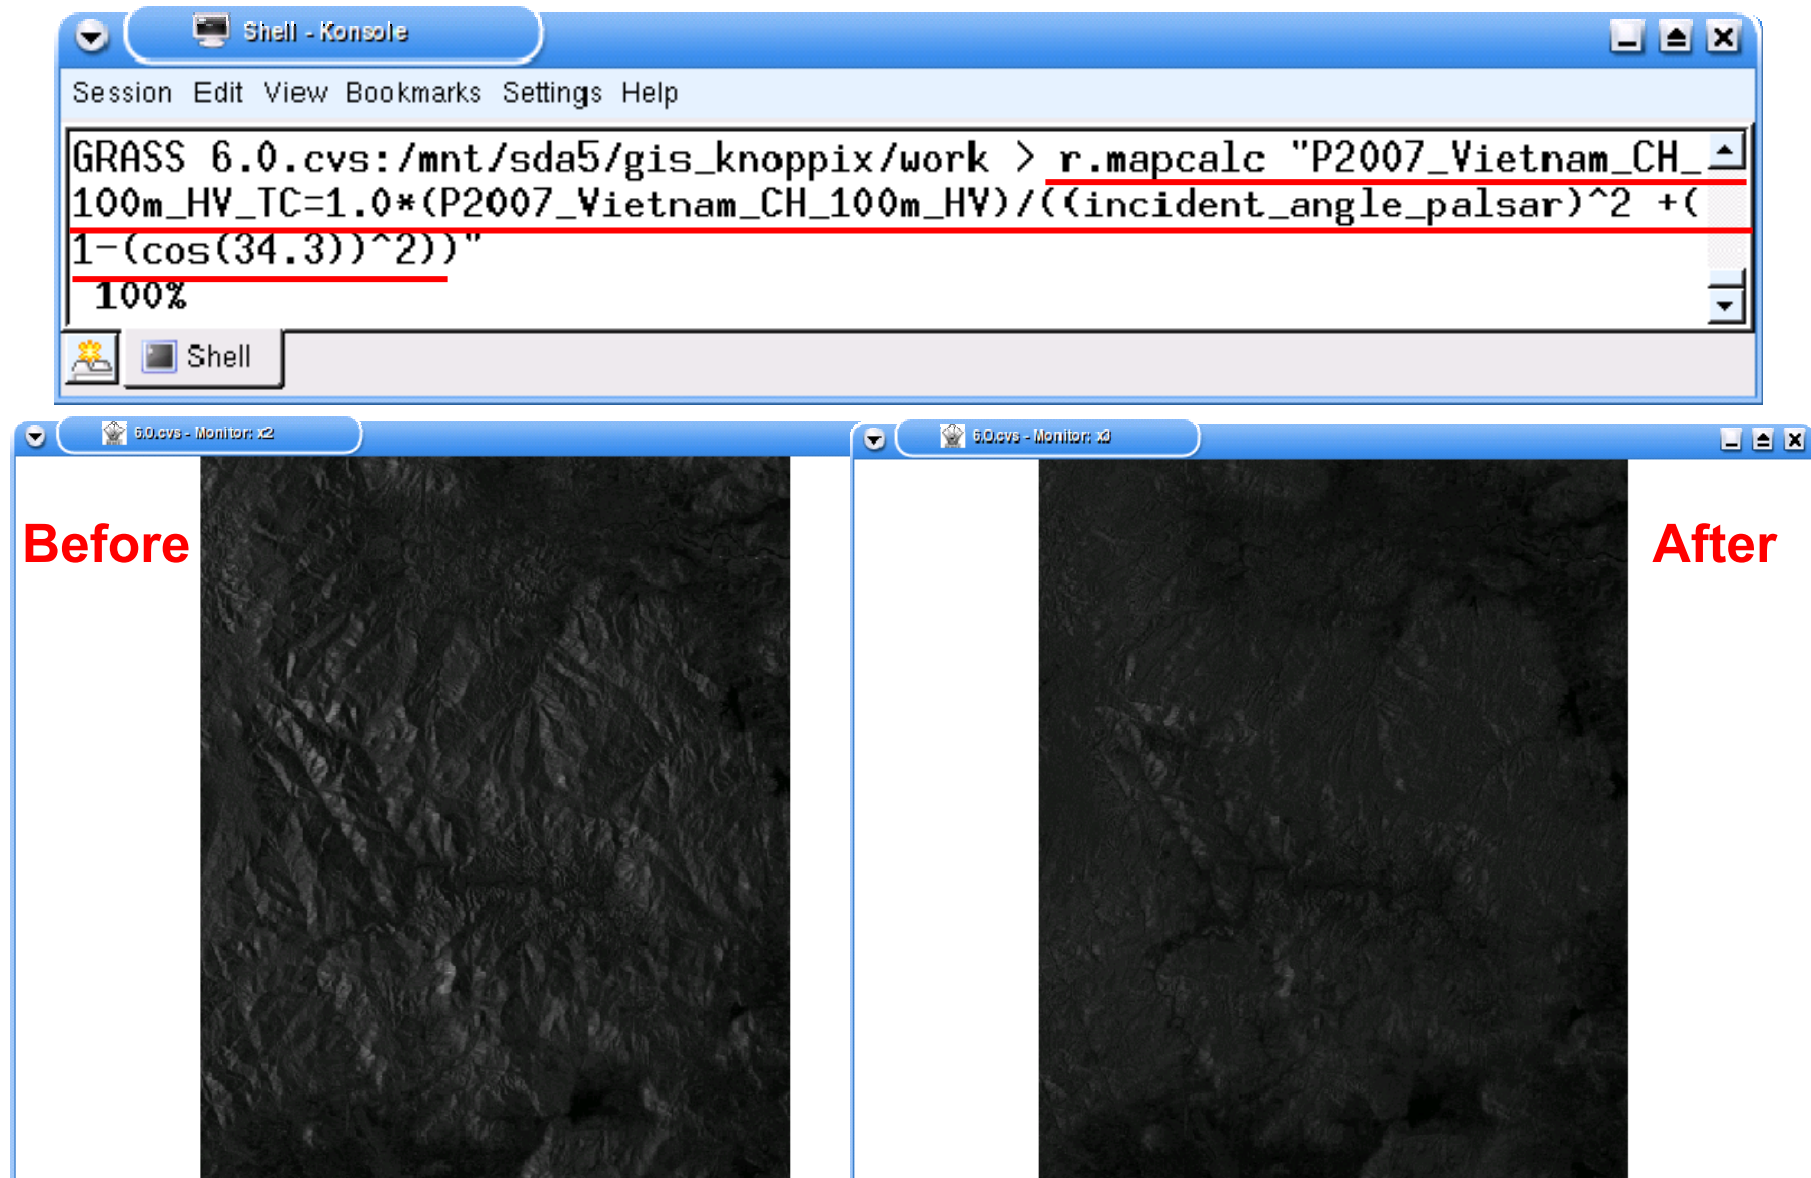 Shell - Konsole
Session Edit View Bookmarks Settings Help
GRASS 6.0.cvs:/mnt/sda5/gis_knoppix/work > r.mapcalc "P2007_Vietnam_CH_
100m_HV_TC=1.0*(P2007_Vietnam_CH_100m_HV)/((incident_angle_palsar)^2 +(
1-(cos(34.3))^2))"
100%
Shell
6.0.cvs - Monitor: x2
6.0.cvs - Monitor: x3
Before
After